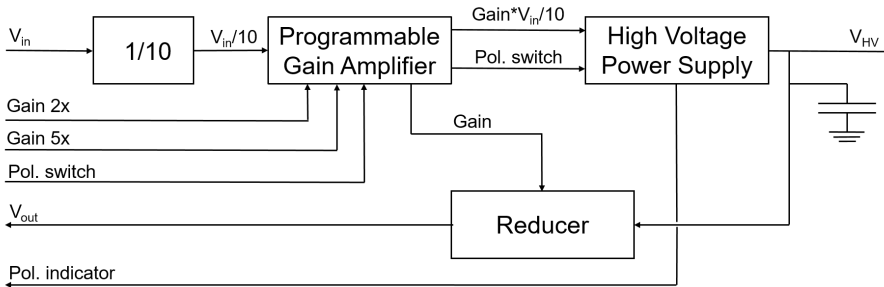 V_in
1/10
V_in/10
Programmable
Gain Amplifier
Gain*V_in/10
Pol. switch
High Voltage
Power Supply
V_HV
Gain 2x
Gain 5x
Pol. switch
Gain
V_out
Reducer
Pol. indicator